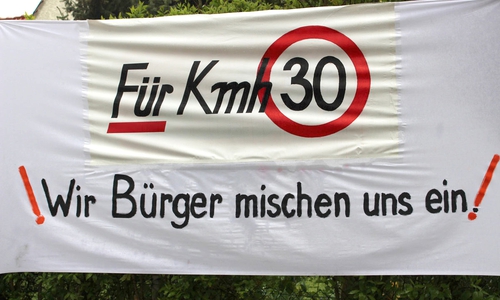 Für Kmh 30
!Wir Bürger mischen uns ein!